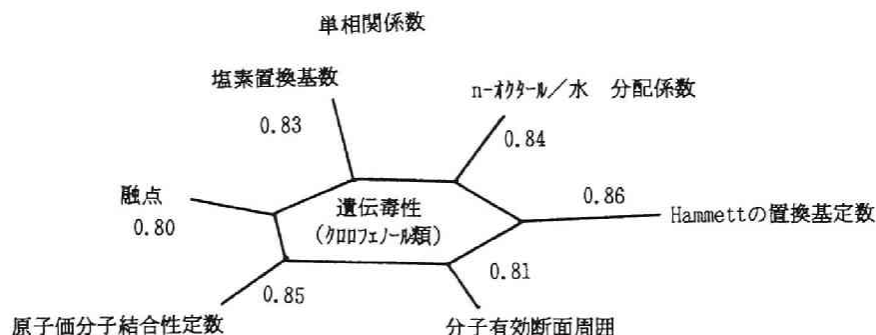 単相関係数
塩素置換基数
n-ｵｸﾀｰﾙ／水 分配係数
0.83
0.84
融点
0.80
遺伝毒性
(ｸﾛﾛﾌｪﾉｰﾙ類)
0.86
Hammettの置換基定数
0.81
0.85
原子価分子結合性定数
分子有効断面周囲